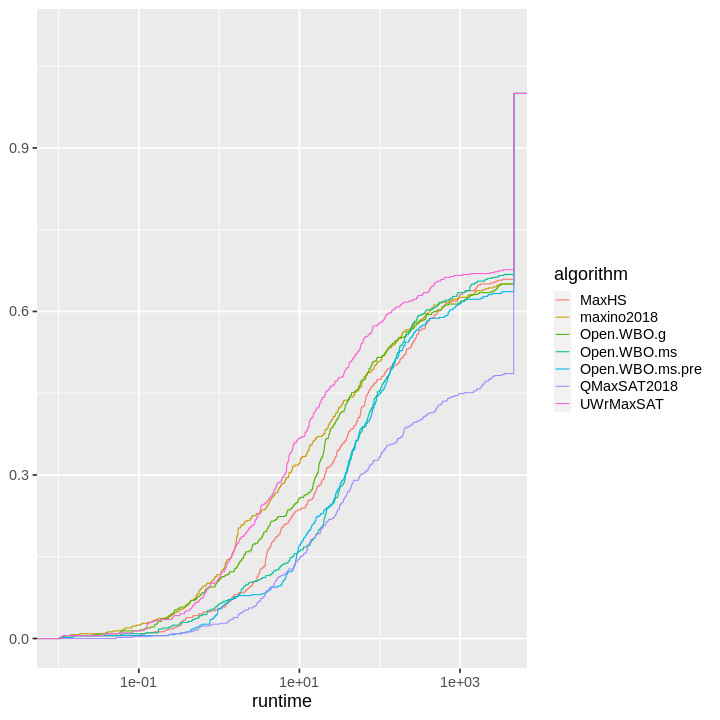 0.9
0.6
0.3
0.0
1e-01 1e+01 1e+03
runtime
algorithm
MaxHS
maxino2018
Open.WBO.g
Open.WBO.ms
Open.WBO.ms.pre
QMaxSAT2018
UWrMaxSAT